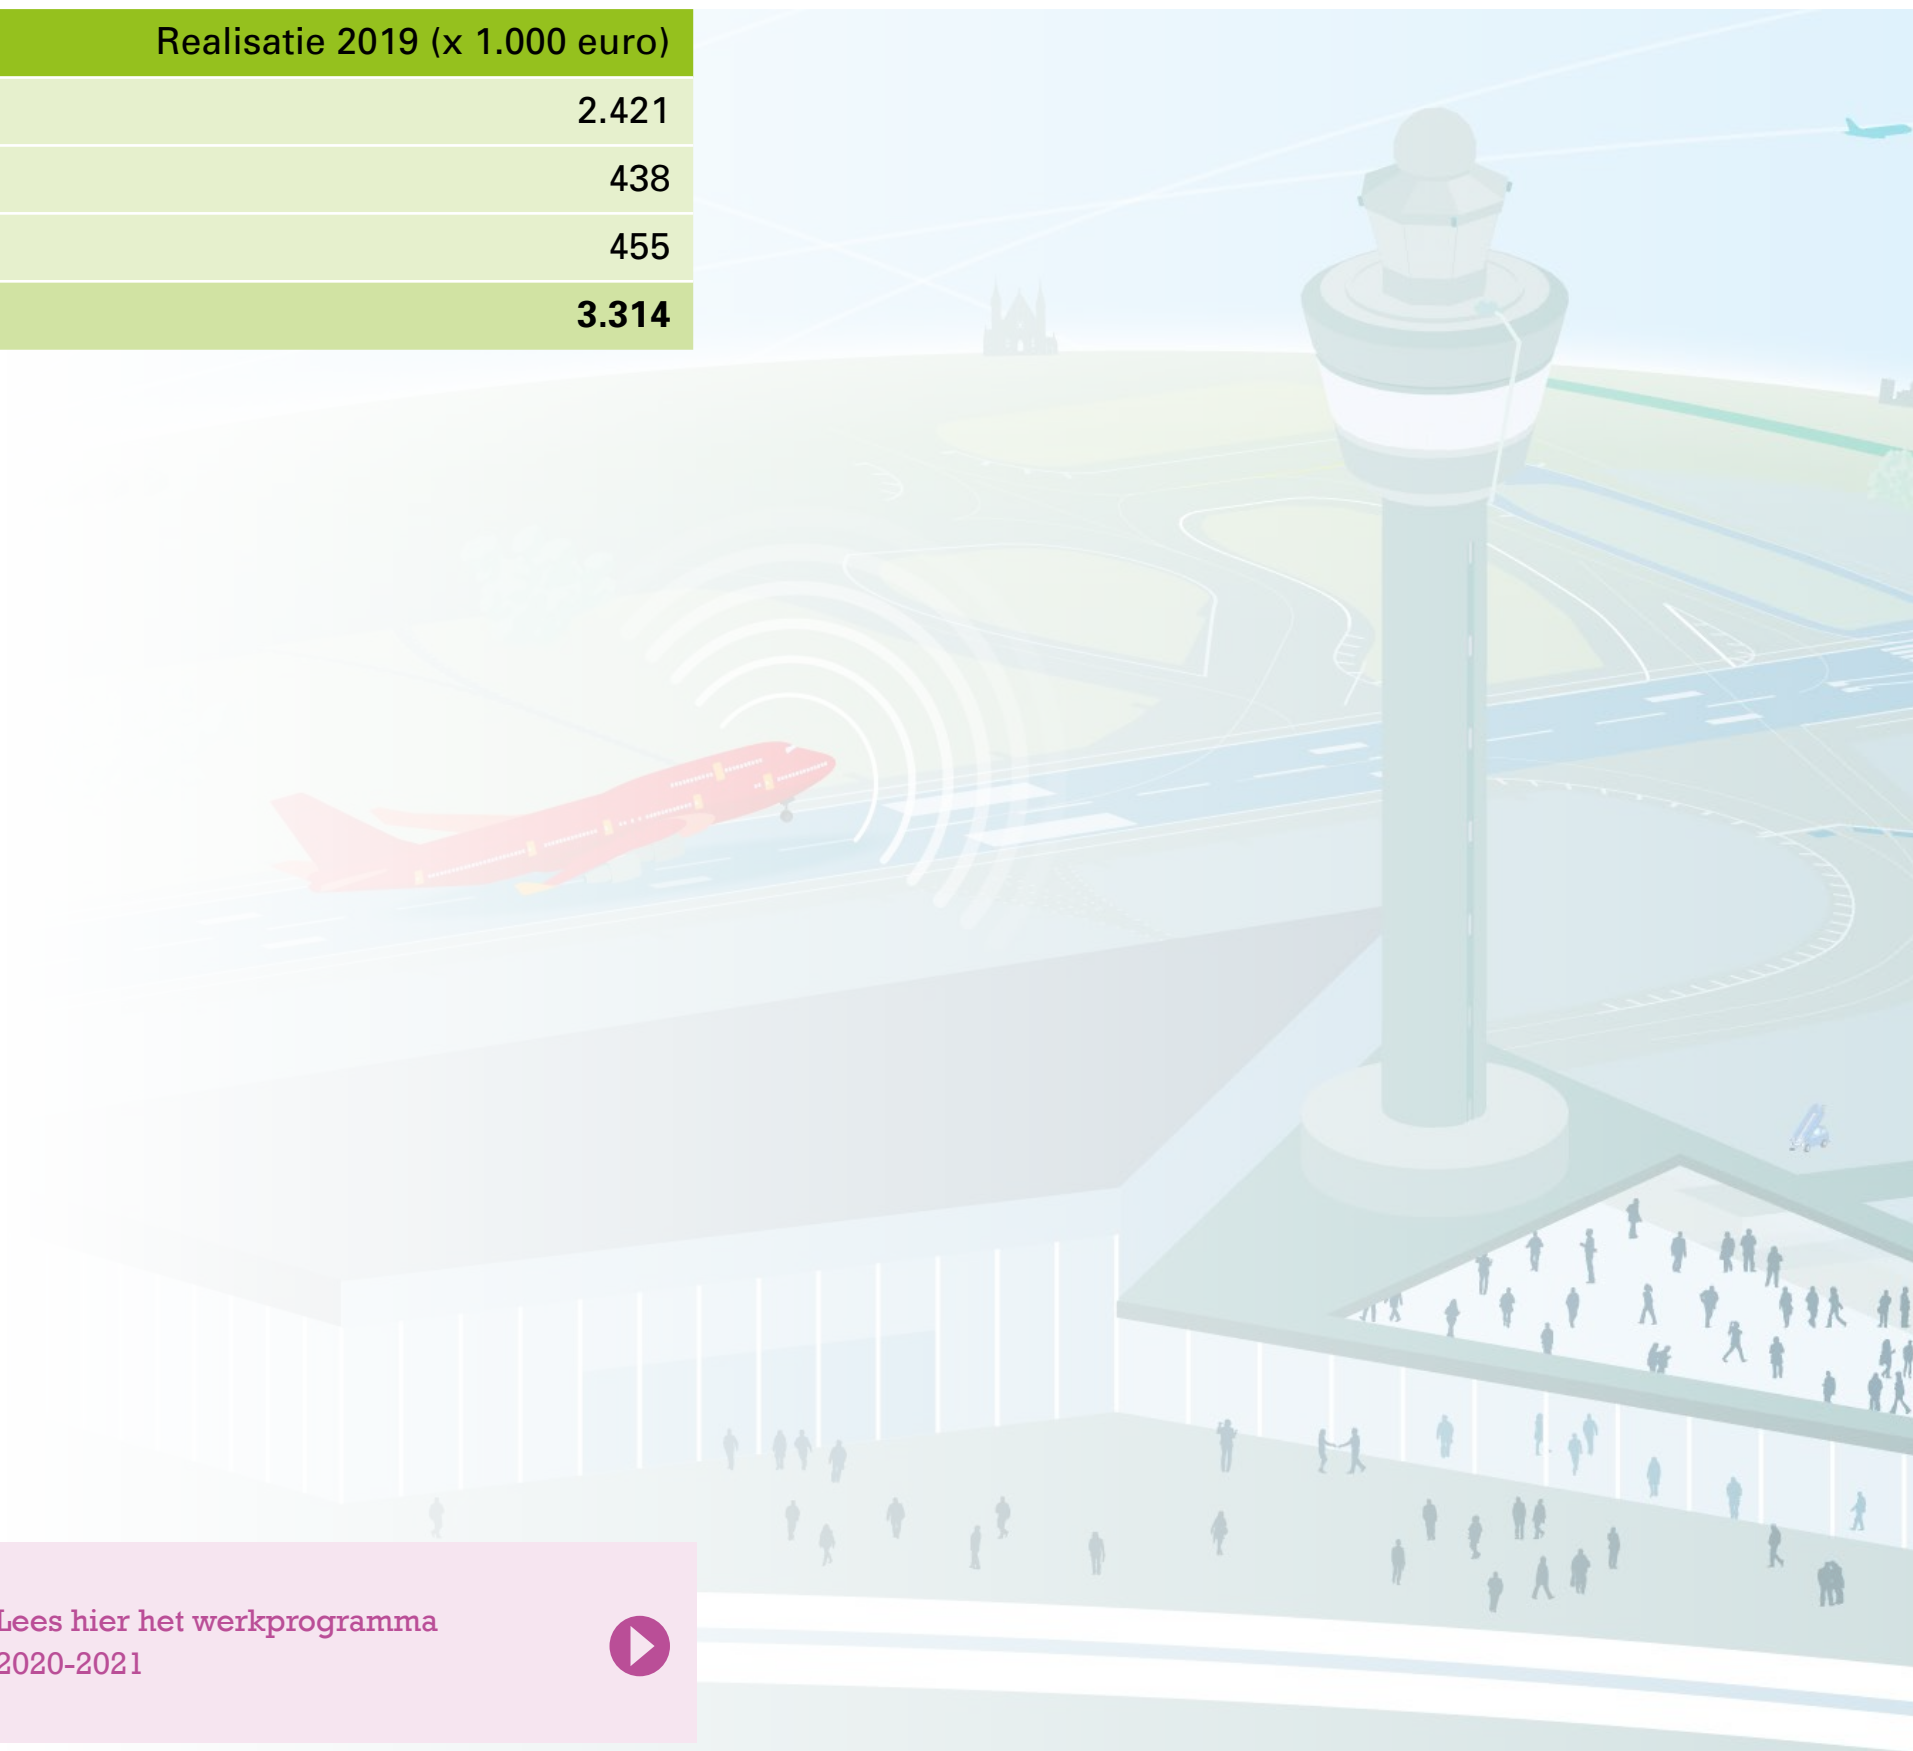 Realisatie 2019 (x 1.000 euro)
2.421
438
455
3.314
Lees hier het werkprogramma
2020-2021